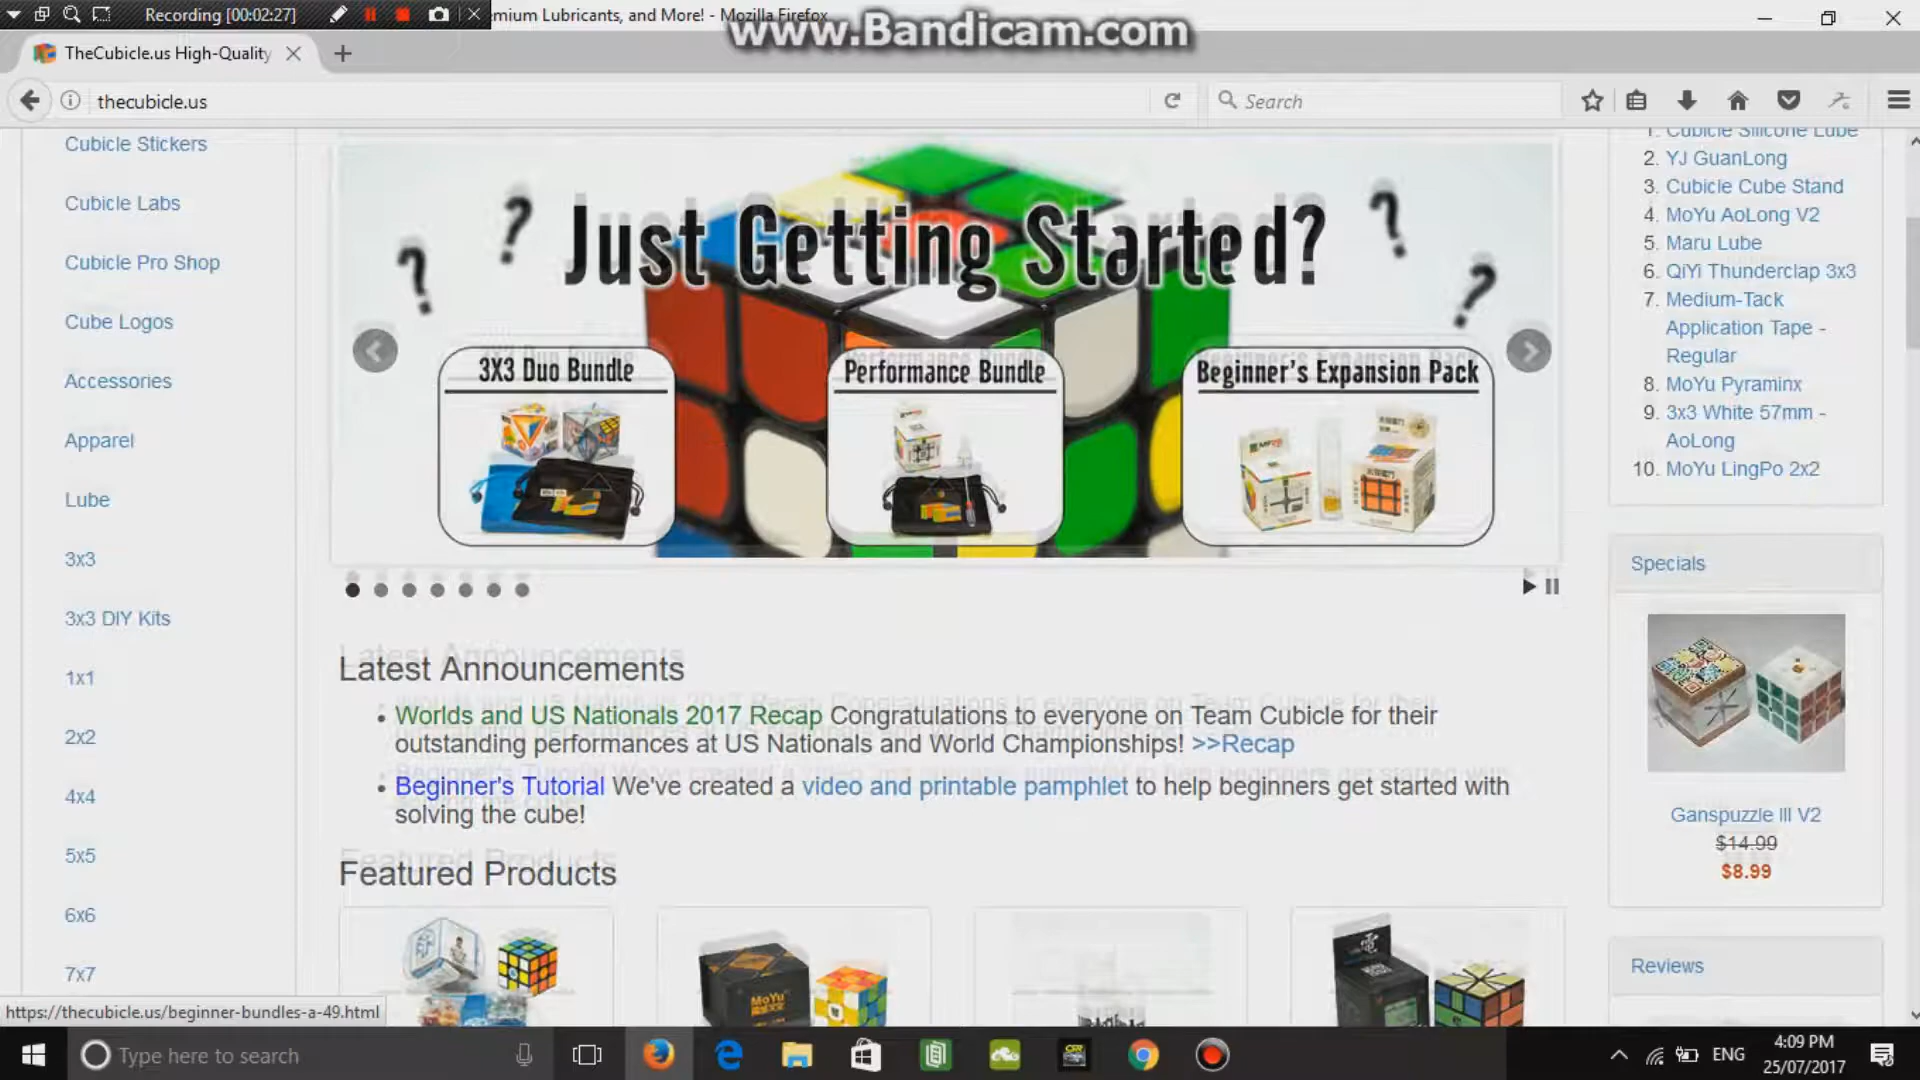 Recording [00:02:27]
emium Lubricants, and More! - Mozilla Firefox
www.Bandicam.com
TheCubicle.us High-Quality
thecubicle.us
Search
Cubicle Stickers
Cubicle Labs
Cubicle Pro Shop
Cube Logos
Accessories
Apparel
Lube
3x3
3x3 DIY Kits
1x1
2x2
4x4
5x5
6x6
7x7
Just Getting Started?
3X3 Duo Bundle
Performance Bundle
Beginner's Expansion Pack
Latest Announcements
• Worlds and US Nationals 2017 Recap Congratulations to everyone on Team Cubicle for their
outstanding performances at US Nationals and World Championships! >>Recap
• Beginner's Tutorial We've created a video and printable pamphlet to help beginners get started with
solving the cube!
Featured Products
MoYu
1. Cubicle Silicone Lube
2. YJ GuanLong
3. Cubicle Cube Stand
4. MoYu AoLong V2
5. Maru Lube
6. QiYi Thunderclap 3x3
7. Medium-Tack
Application Tape -
Regular
8. MoYu Pyraminx
9. 3x3 White 57mm -
AoLong
10. MoYu LingPo 2x2
Specials
Ganspuzzle III V2
$14.99
$8.99
Reviews
https://thecubicle.us/beginner-bundles-a-49.html
Type here to search
ENG
4:09 PM
25/07/2017